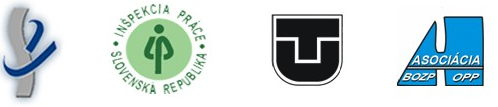 INŠPEKCIA PRÁCE
SLOVENSKÁ REPUBLIKA
ASOCIÁCIA
BOZP OPP